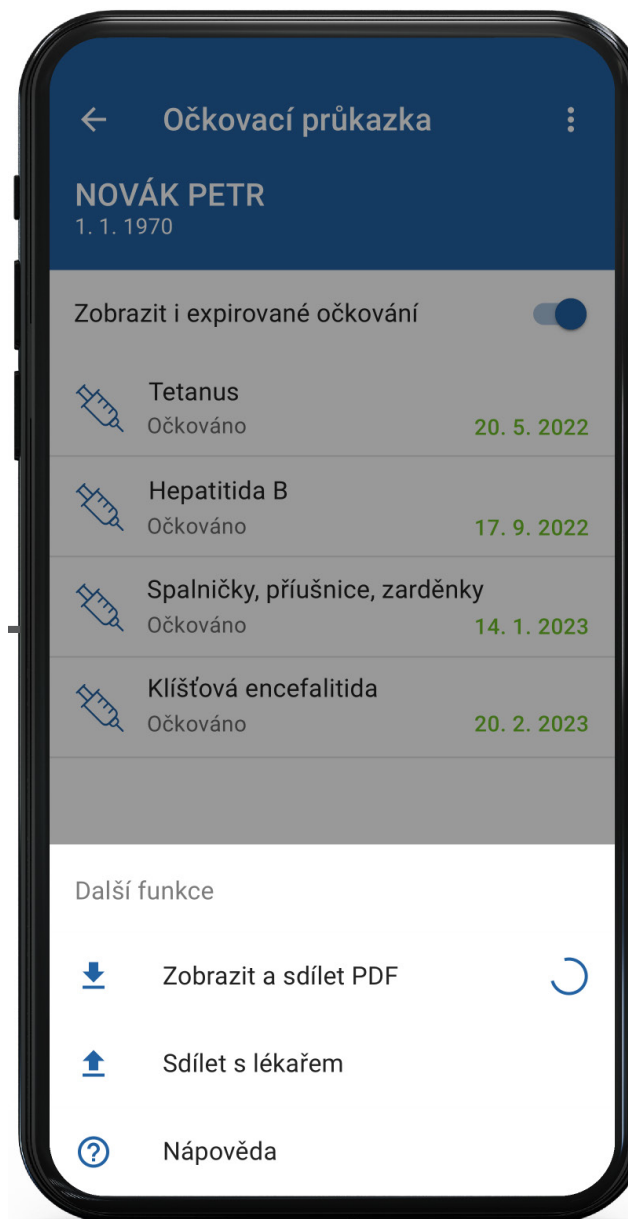 Očkovací průkazka
NOVÁK PETR
1. 1. 1970
Zobrazit i expirované očkování
Tetanus
Očkováno 20. 5. 2022
Hepatitida B
Očkováno 17. 9. 2022
Spalničky, příušnice, zarděnky
Očkováno 14. 1. 2023
Klíšťová encefalitida
Očkováno 20. 2. 2023
Další funkce
Zobrazit a sdílet PDF
Sdílet s lékařem
Nápověda